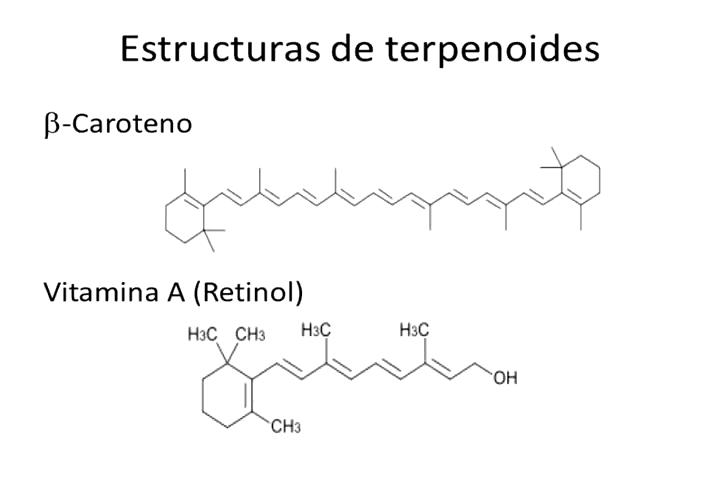 Estructuras de terpenoides
β-Caroteno
Vitamina A (Retinol)
H3C CH3 H3C H3C
OH
CH3